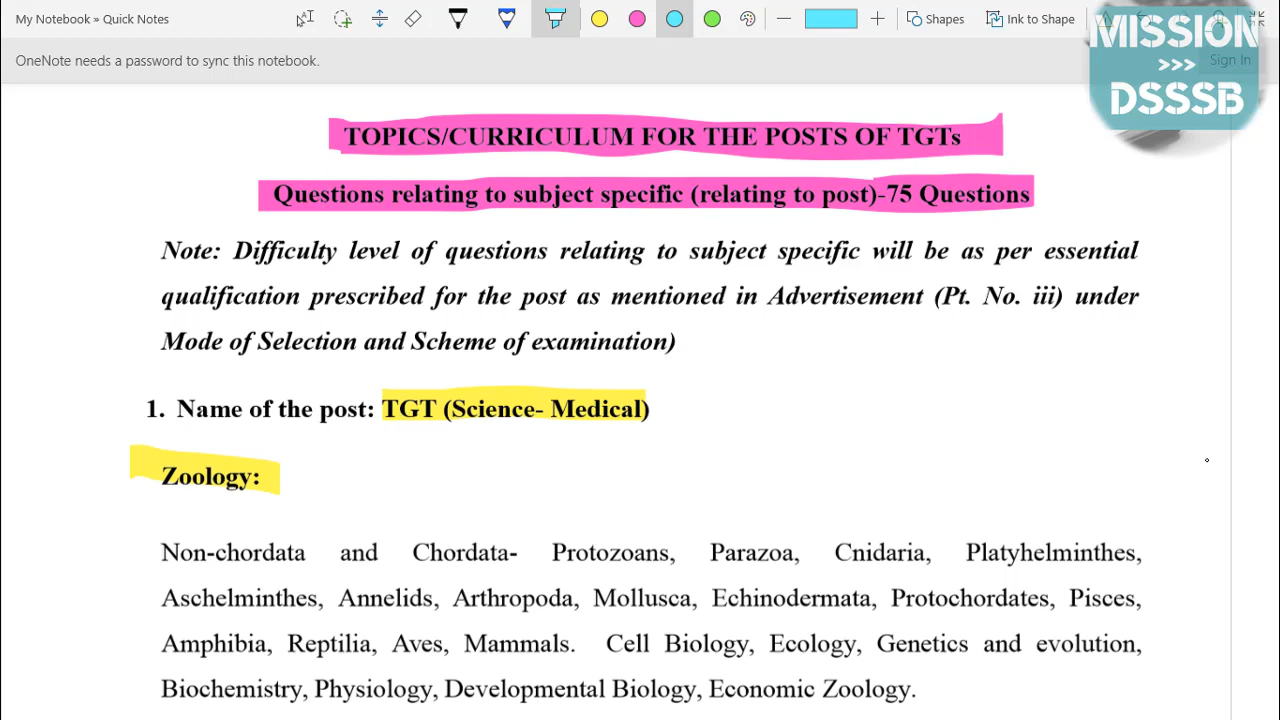 My Notebook » Quick Notes
Shapes
Ink to Shape
OneNote needs a password to sync this notebook.
Sign In
MISSION
>>>
DSSSB
TOPICS/CURRICULUM FOR THE POSTS OF TGTs
Questions relating to subject specific (relating to post)-75 Questions
Note: Difficulty level of questions relating to subject specific will be as per essential
qualification prescribed for the post as mentioned in Advertisement (Pt. No. iii) under
Mode of Selection and Scheme of examination)
1. Name of the post: TGT (Science- Medical)
Zoology:
Non-chordata and Chordata- Protozoans, Parazoa, Cnidaria, Platyhelminthes,
Aschelminthes, Annelids, Arthropoda, Mollusca, Echinodermata, Protochordates, Pisces,
Amphibia, Reptilia, Aves, Mammals. Cell Biology, Ecology, Genetics and evolution,
Biochemistry, Physiology, Developmental Biology, Economic Zoology.